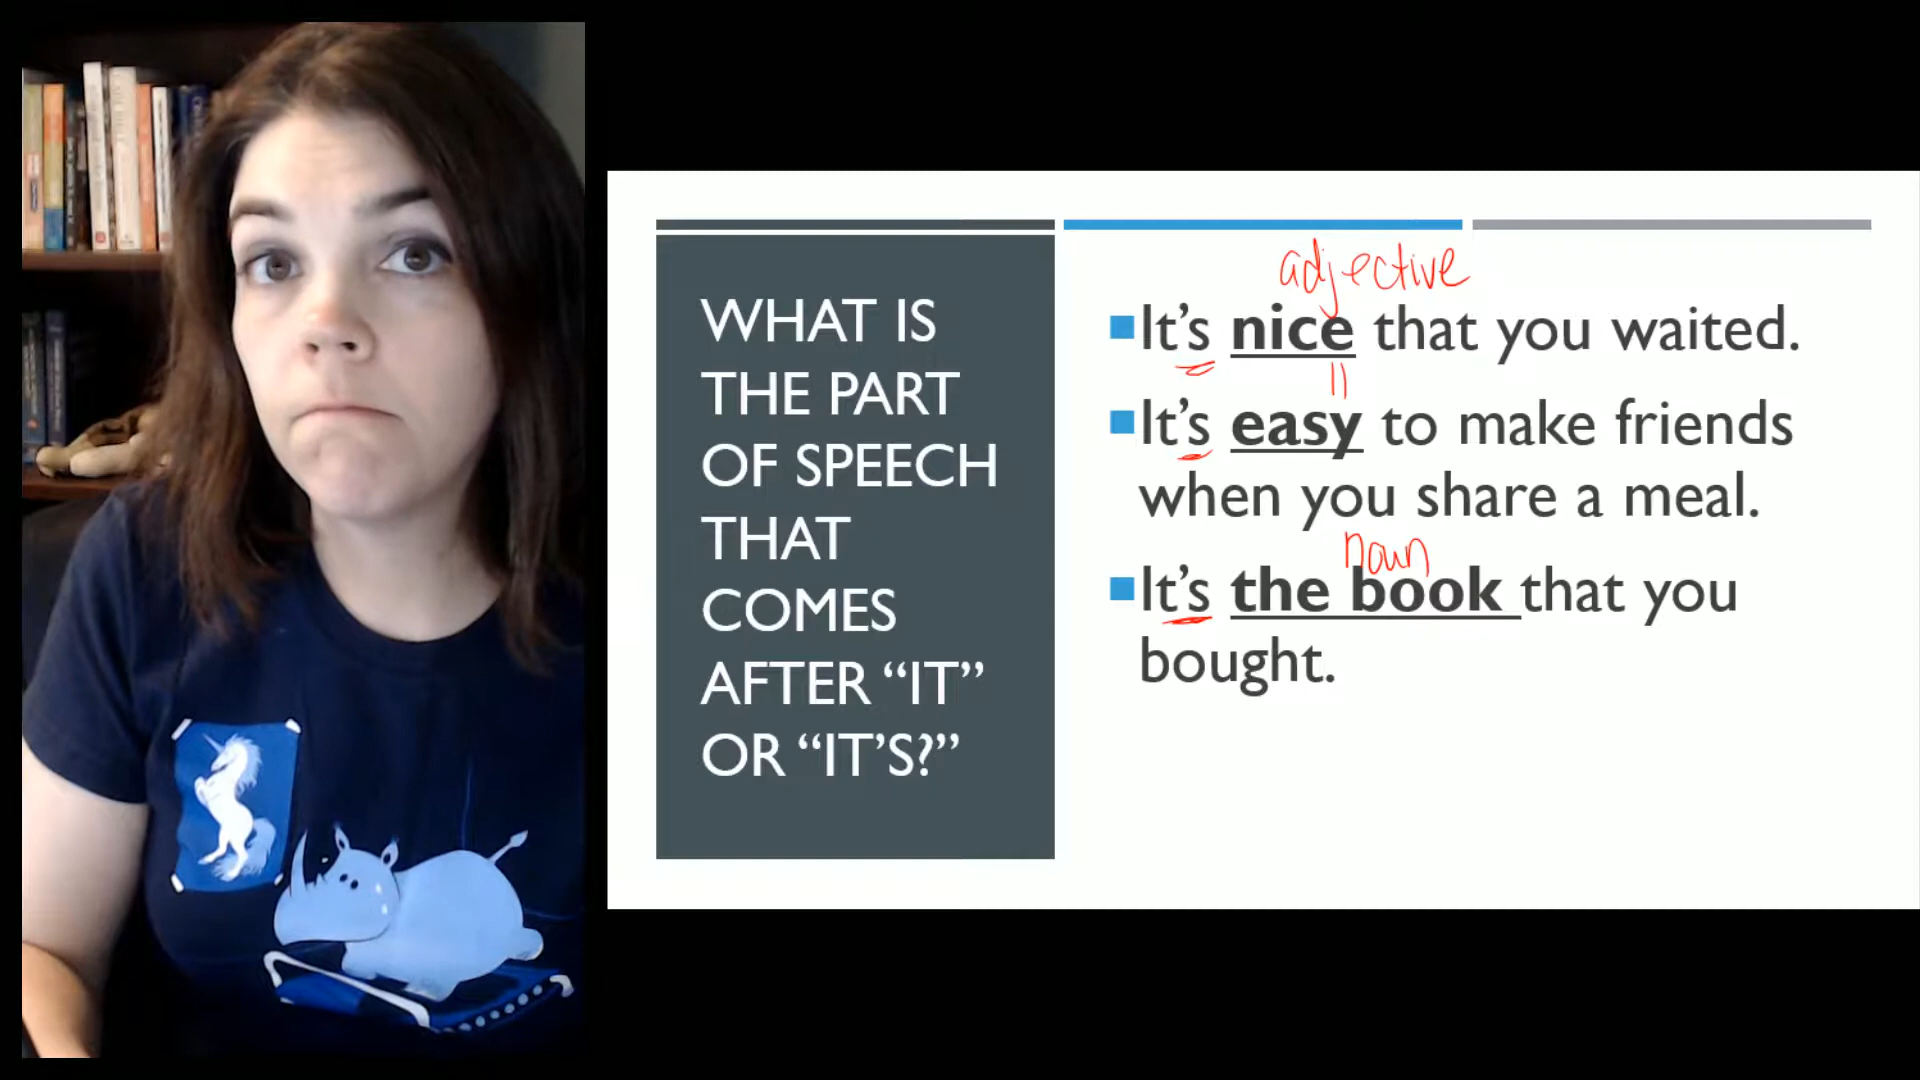 WHAT IS
THE PART
OF SPEECH
THAT
COMES
AFTER “IT”
OR “IT’S?”
adjective
It’s nice that you waited.
"
It’s easy to make friends
when you share a meal.
noun
It’s the book that you
bought.